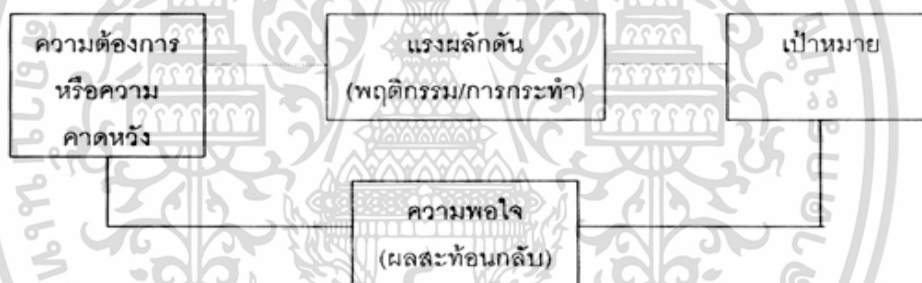 ความต้องการ
หรือความ
คาดหวัง
แรงผลักดัน
(พฤติกรรม/การกระทำ)
เป้าหมาย
ความพอใจ
(ผลสะท้อนกลับ)